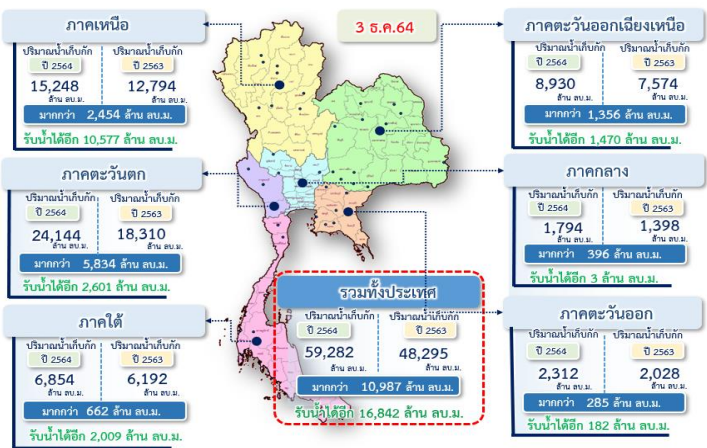 3 ธ.ค.64
ภาคเหนือ
ปริมาณน้ำเก็บกัก ปริมาณน้ำเก็บกัก
ปี 2564 ปี 2563
15,248 12,794
ล้าน ลบ.ม. ล้าน ลบ.ม.
มากกว่า 2,454 ล้าน ลบ.ม.
รับน้ำได้อีก 10,577 ล้าน ลบ.ม.
ภาคตะวันออกเฉียงเหนือ
ปริมาณน้ำเก็บกัก ปริมาณน้ำเก็บกัก
ปี 2564 ปี 2563
8,930 7,574
ล้าน ลบ.ม. ล้าน ลบ.ม.
มากกว่า 1,356 ล้าน ลบ.ม.
รับน้ำได้อีก 1,470 ล้าน ลบ.ม.
ภาคตะวันตก
ปริมาณน้ำเก็บกัก ปริมาณน้ำเก็บกัก
ปี 2564 ปี 2563
24,144 18,310
ล้าน ลบ.ม. ล้าน ลบ.ม.
มากกว่า 5,834 ล้าน ลบ.ม.
รับน้ำได้อีก 2,601 ล้าน ลบ.ม.
ภาคกลาง
ปริมาณน้ำเก็บกัก ปริมาณน้ำเก็บกัก
ปี 2564 ปี 2563
1,794 1,398
ล้าน ลบ.ม. ล้าน ลบ.ม.
มากกว่า 396 ล้าน ลบ.ม.
รับน้ำได้อีก 3 ล้าน ลบ.ม.
ภาคใต้
ปริมาณน้ำเก็บกัก ปริมาณน้ำเก็บกัก
ปี 2564 ปี 2563
6,854 6,192
ล้าน ลบ.ม. ล้าน ลบ.ม.
มากกว่า 662 ล้าน ลบ.ม.
รับน้ำได้อีก 2,009 ล้าน ลบ.ม.
รวมทั้งประเทศ
ปริมาณน้ำเก็บกัก ปริมาณน้ำเก็บกัก
ปี 2564 ปี 2563
59,282 48,295
ล้าน ลบ.ม. ล้าน ลบ.ม.
มากกว่า 10,987 ล้าน ลบ.ม.
รับน้ำได้อีก 16,842 ล้าน ลบ.ม.
ภาคตะวันออก
ปริมาณน้ำเก็บกัก ปริมาณน้ำเก็บกัก
ปี 2564 ปี 2563
2,312 2,028
ล้าน ลบ.ม. ล้าน ลบ.ม.
มากกว่า 285 ล้าน ลบ.ม.
รับน้ำได้อีก 182 ล้าน ลบ.ม.